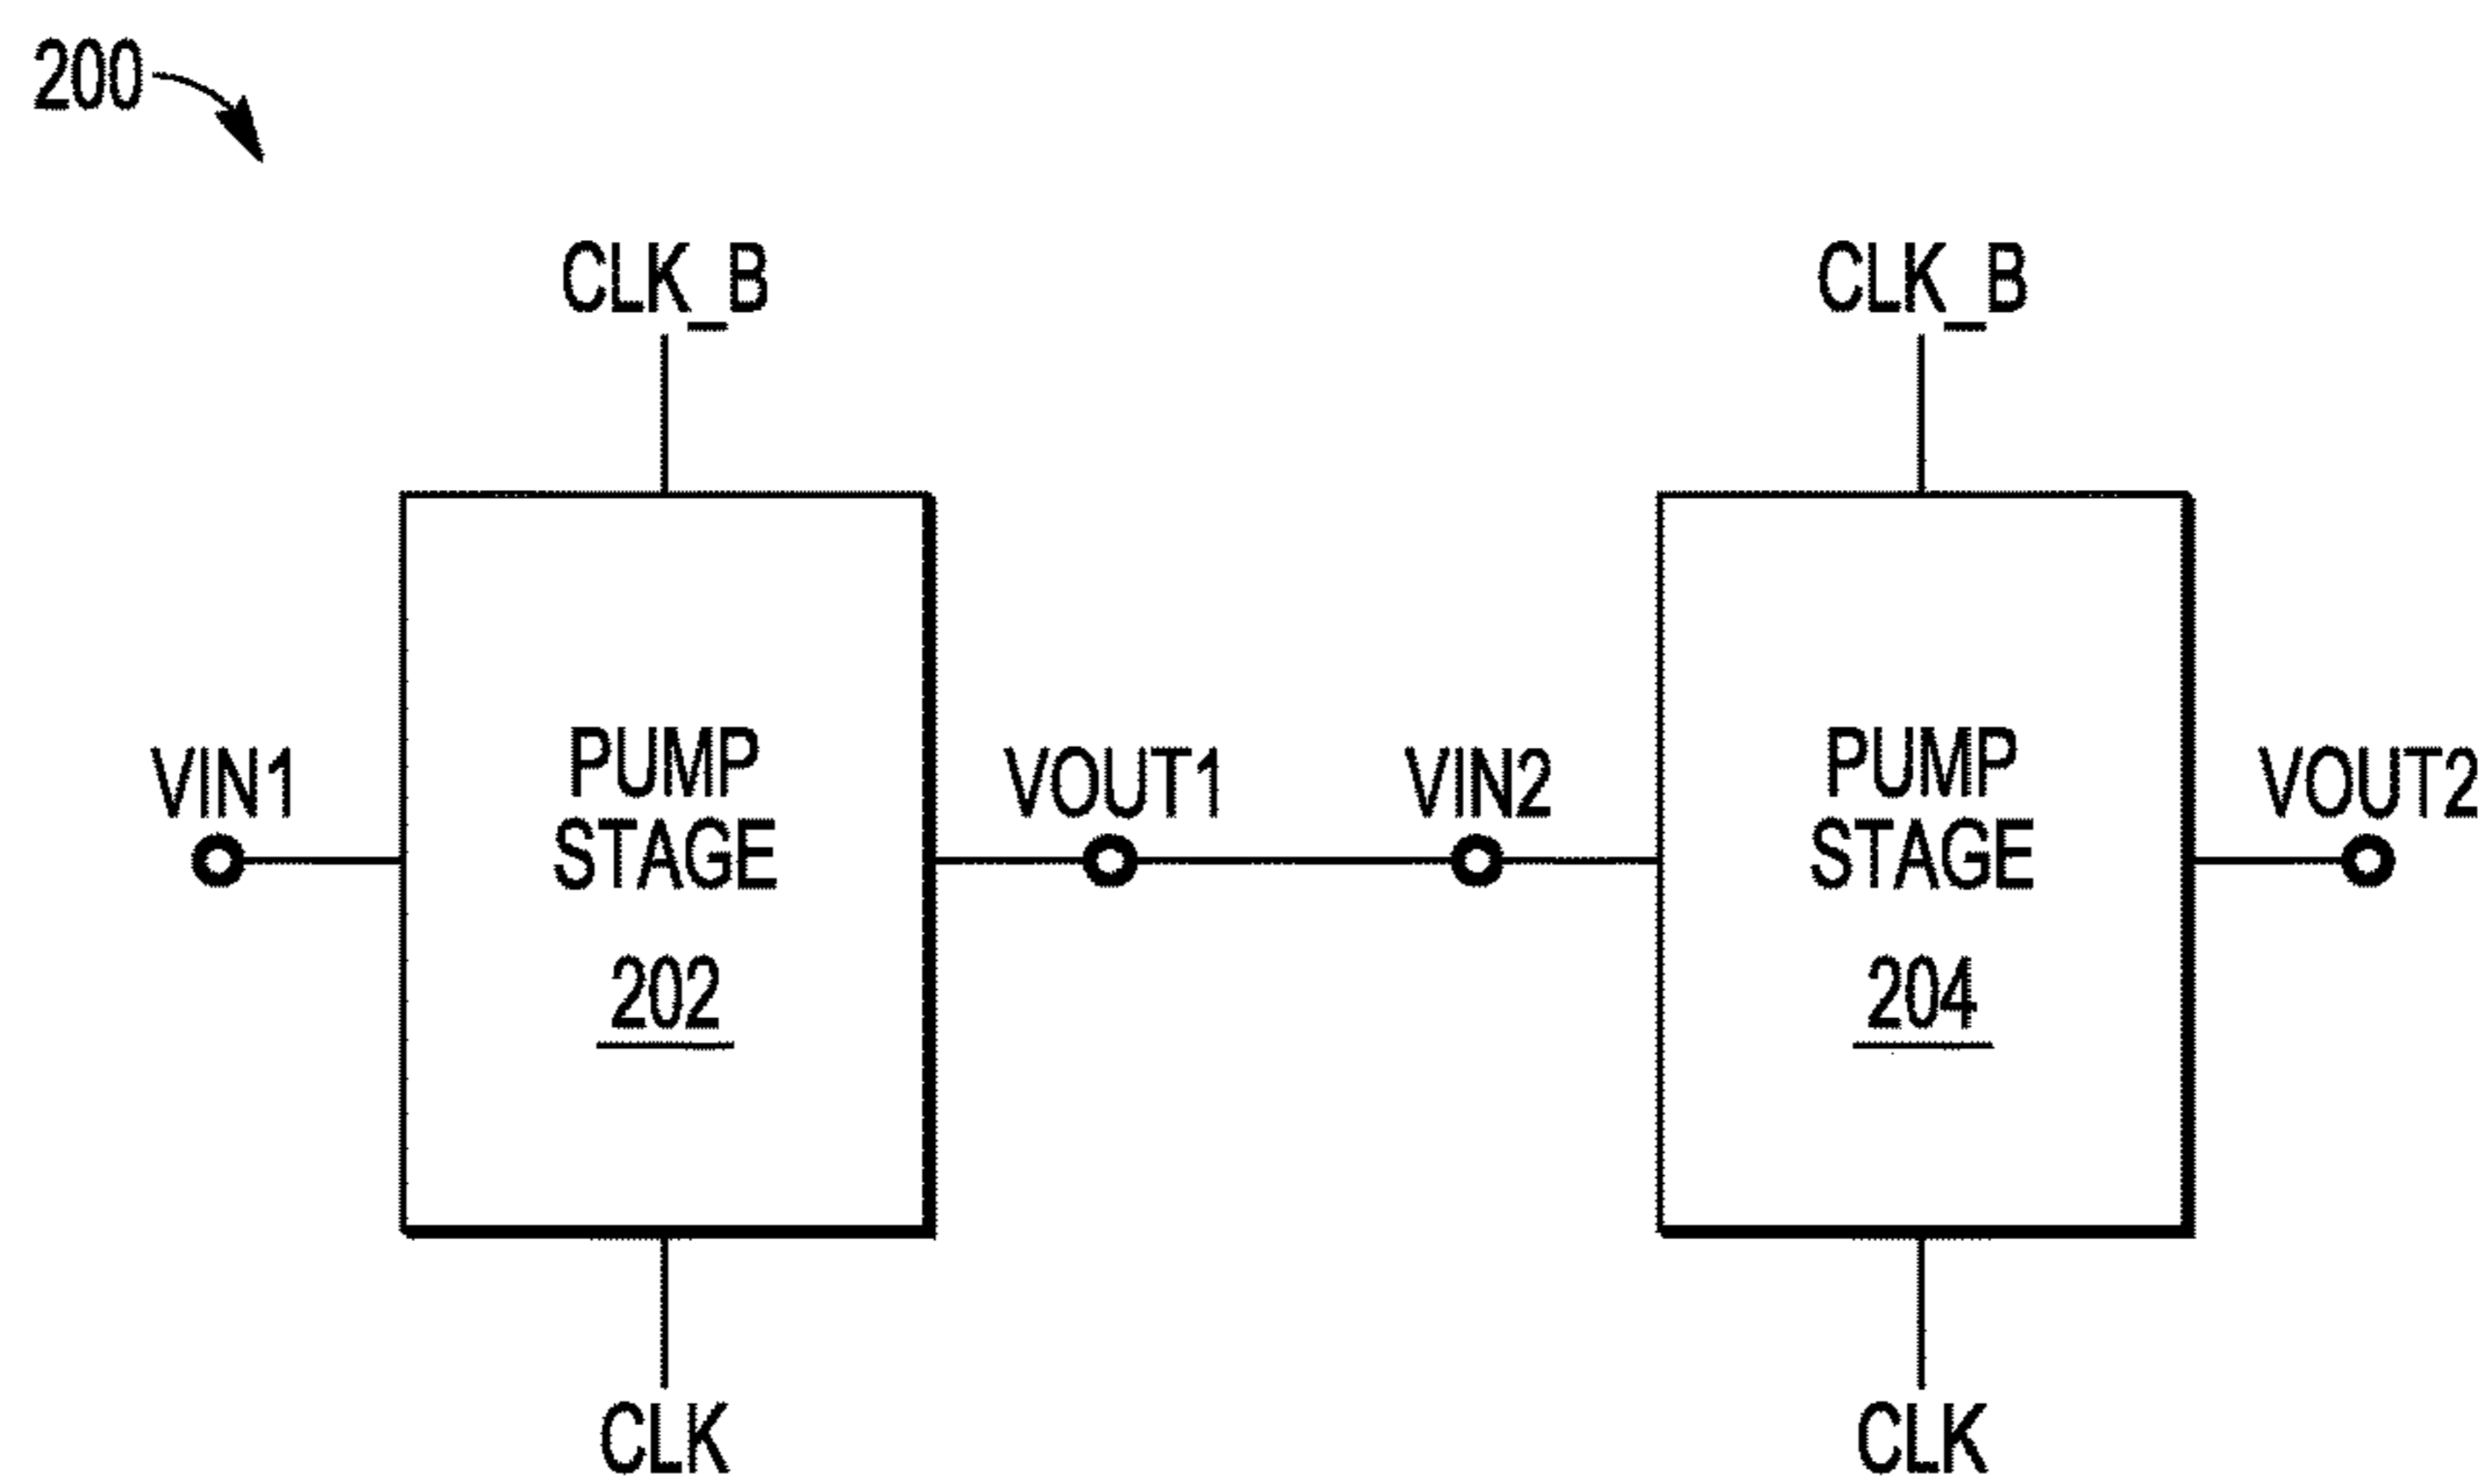 200
CLK_B
CLK_B
VIN1
PUMP
STAGE
202
VOUT1
VIN2
PUMP
STAGE
204
VOUT2
CLK
CLK